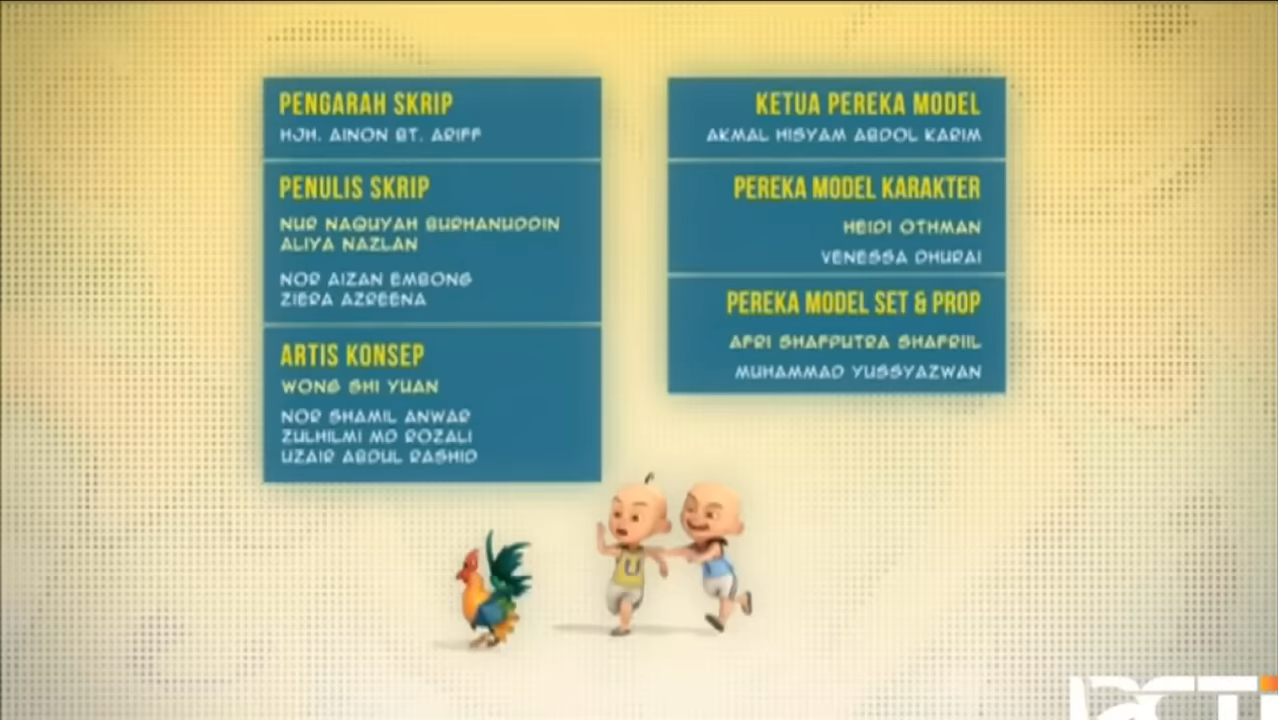 PENGARAH SKRIP
HJH. AINON BT. ARIFF
PENULIS SKRIP
NUR NAQUYAH BURHANUDDIN
ALIYA NAZLAN
NOR AIZAN EMBONG
ZIERA AZREENA
ARTIS KONSEP
WONG SHI YUAN
NOR SHAMIL ANWAR
ZULHILMI MD ROZALI
UZAIR ABDUL RASHID
KETUA PEREKA MODEL
AKMAL HISYAM ABDOL KARIM
PEREKA MODEL KARAKTER
HEIDI OTHMAN
VENESSA DHURAI
PEREKA MODEL SET & PROP
AFRI SHAFPUTRA SHAFRIIL
MUHAMMAD YUSSYAZWAN
U